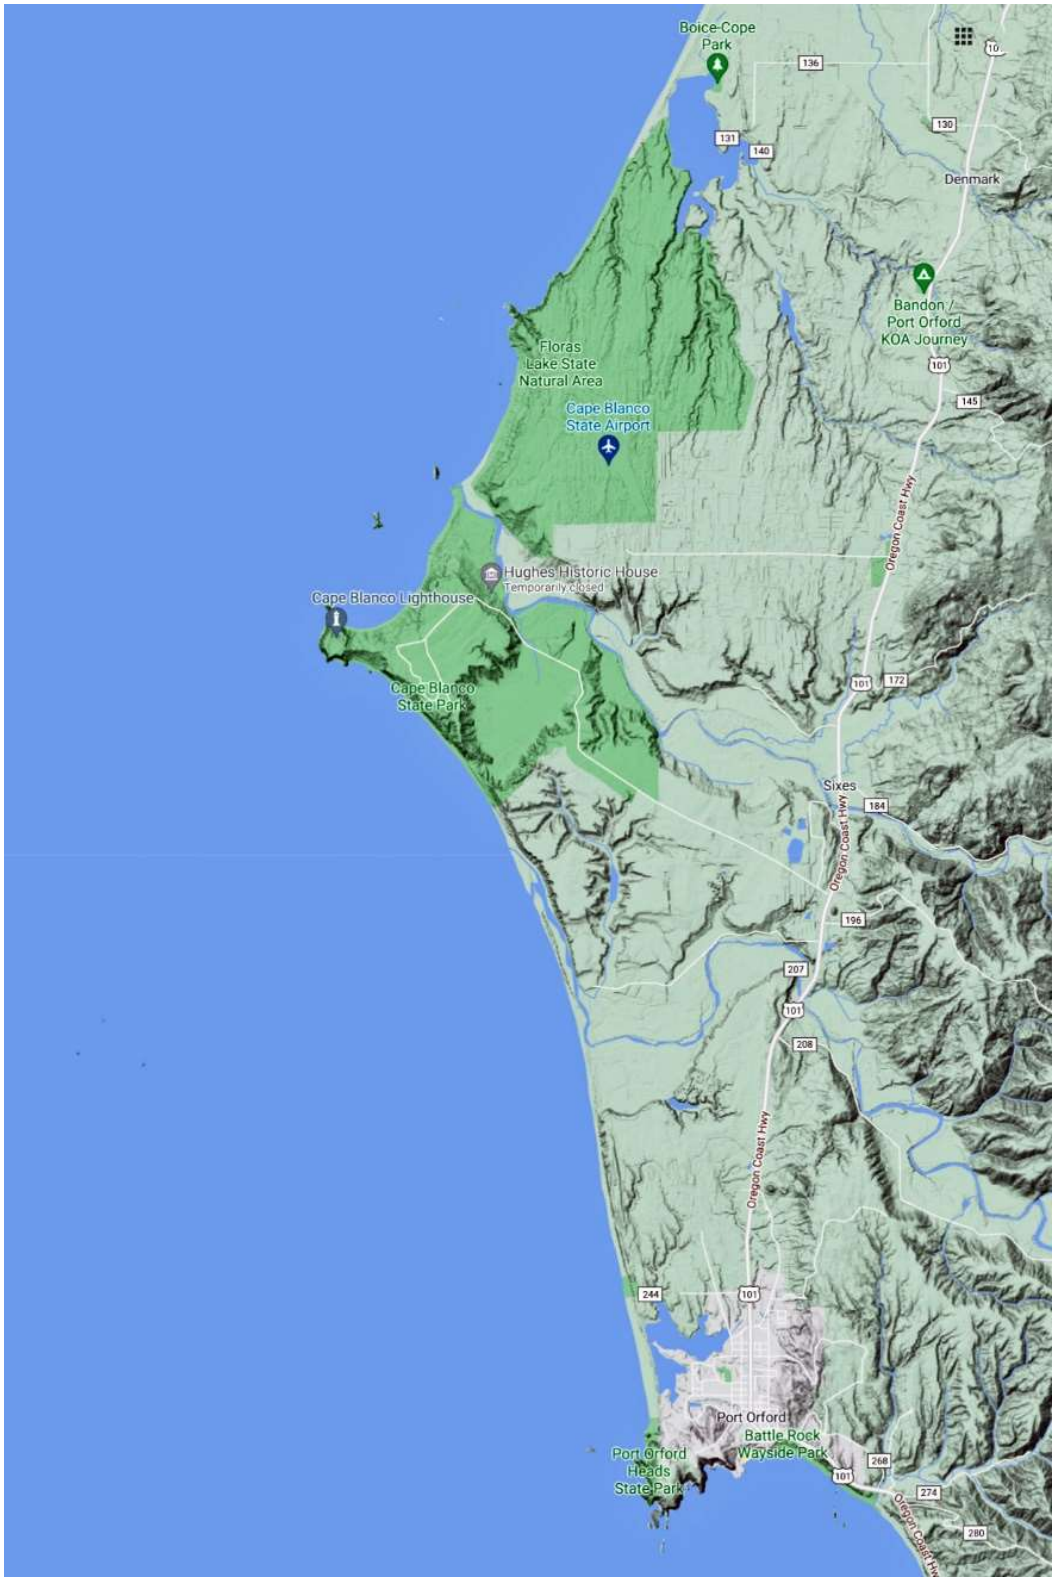 Boice-Cope
Park
10
136
130
131
140
Denmark
Bandon /
Port Orford
KOA Journey
Floras
Lake State
Natural Area
101
145
Cape Blanco
State Airport
Oregon Coast Hwy
Hughes Historic House
Temporarily closed
Cape Blanco Lighthouse
Cape Blanco
State Park
101
172
Sixes
184
Oregon Coast Hwy
196
207
101
208
Oregon Coast Hwy
244
101
Port Orford
Battle Rock
Wayside Park
Port Orford
Heads
State Park
268
101
274
Oregon Coast Hw
280